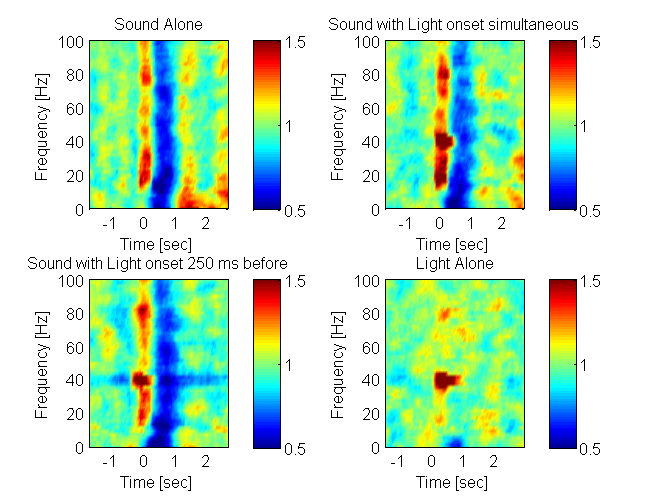 Sound Alone
100
80
60
40
20
0
Frequency [Hz]
-1 0 1 2
Time [sec]
1.5
1
0.5
Sound with Light onset simultaneous
100
80
60
40
20
0
Frequency [Hz]
-1 0 1 2
Time [sec]
1.5
1
0.5
Sound with Light onset 250 ms before
100
80
60
40
20
0
Frequency [Hz]
-1 0 1 2
Time [sec]
1.5
1
0.5
Light Alone
100
80
60
40
20
0
Frequency [Hz]
-1 0 1 2
Time [sec]
1.5
1
0.5